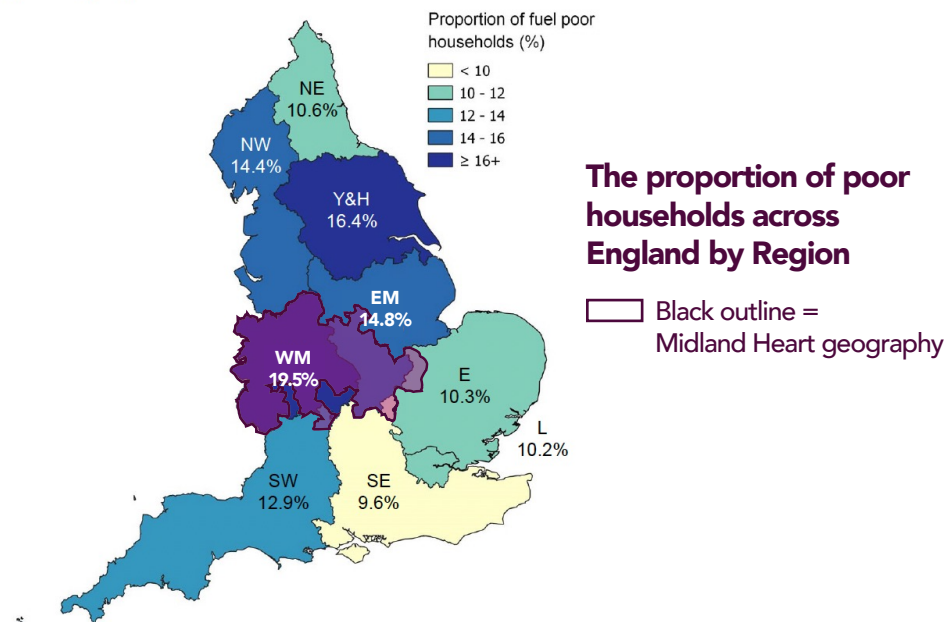 Proportion of fuel poor
households (%)
< 10
10 - 12
12 - 14
14 - 16
≥ 16+
NE
10.6%
NW
14.4%
Y&H
16.4%
EM
14.8%
WM
19.5%
E
10.3%
L
10.2%
SW
12.9%
SE
9.6%
The proportion of poor
households across
England by Region
Black outline =
Midland Heart geography